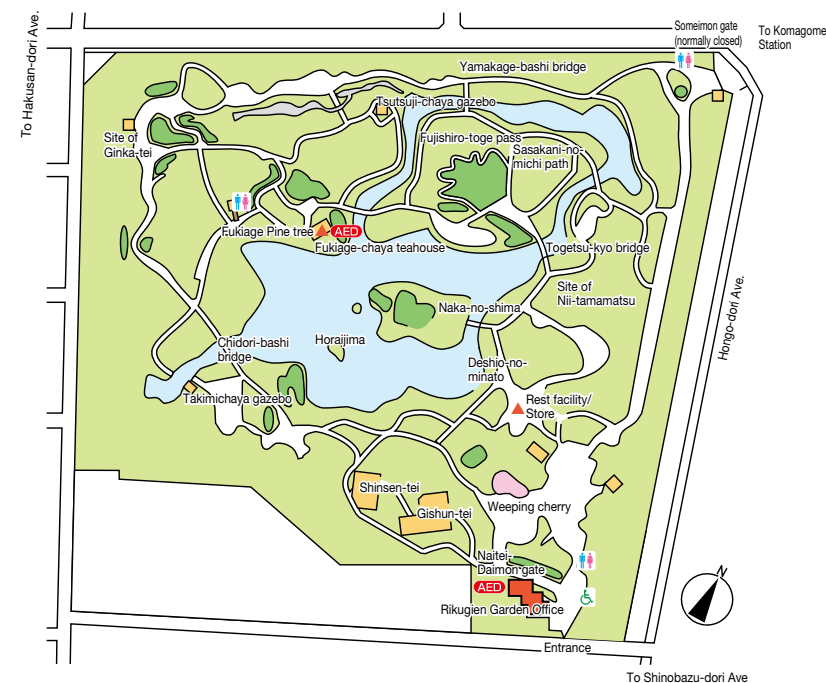 Someimon gate
(normally closed)
To Komagome
Station
To Hakusan-dori Ave.
Yamakage-bashi bridge
Tsutsuji-chaya gazebo
Site of
Ginka-tei
Fujishiro-toge pass
Sasakani-no-
michi path
Fukiage Pine tree
AED
Fukiage-chaya teahouse
Togetsu-kyo bridge
Site of
Nii-tamamatsu
Hongo-dori Ave.
Naka-no-shima
Horaijima
Chidori-bashi
bridge
Deshio-no-
minato
Takimichaya gazebo
Rest facility/
Store
Shinsen-tei
Gishun-tei
Weeping cherry
Naitei-
Daimon gate
AED
Rikugien Garden Office
N
Entrance
To Shinobazu-dori Ave